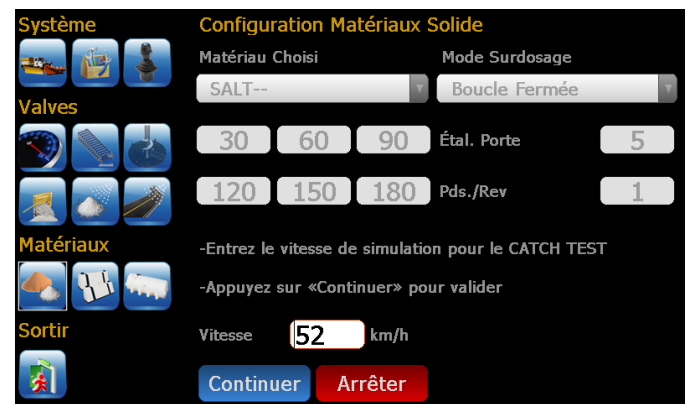 Système
Configuration Matériaux Solide
Matériau Choisi
Mode Surdosage
SALT--
Boucle Fermée
Valves
30 60 90 Étal. Porte 5
120 150 180 Pds./Rev 1
Matériaux
-Entrez le vitesse de simulation pour le CATCH TEST
-Appuyez sur «Continuer» pour valider
Sortir
Vitesse 52 km/h
Continuer Arrêter